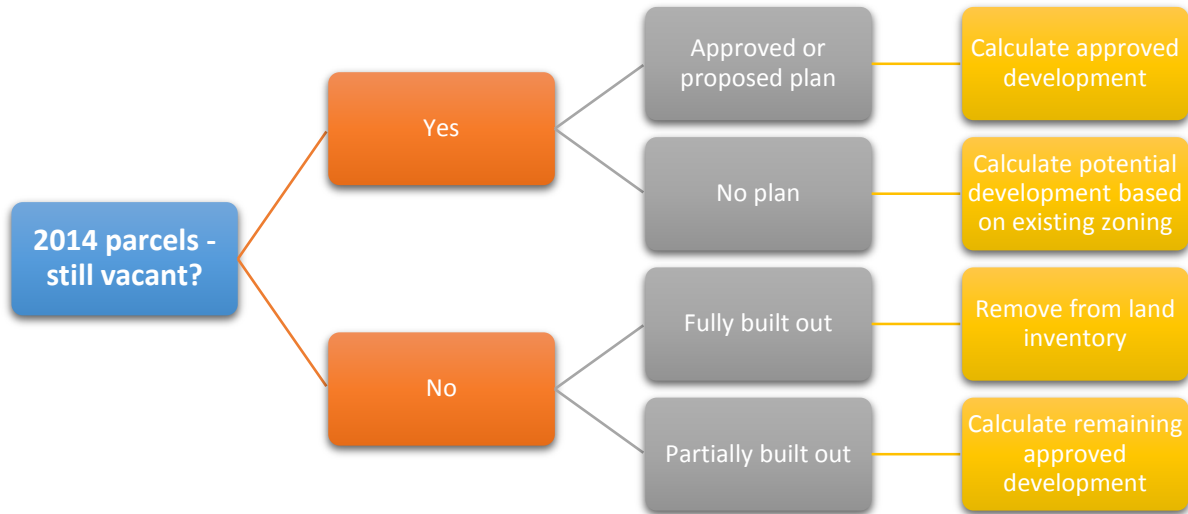 2014 parcels -
still vacant?
Yes
No
Approved or
proposed plan
No plan
Fully built out
Partially built out
Calculate approved
development
Calculate potential
development based
on existing zoning
Remove from land
inventory
Calculate remaining
approved
development